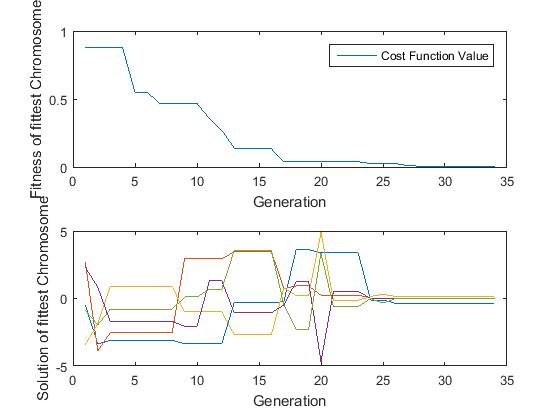 Fitness of fittest Chromosome
1
0.5
0
Cost Function Value
0 5 10 15 20 25 30 35
Generation
Solution of fittest Chromosome
5
0
-5
0 5 10 15 20 25 30 35
Generation